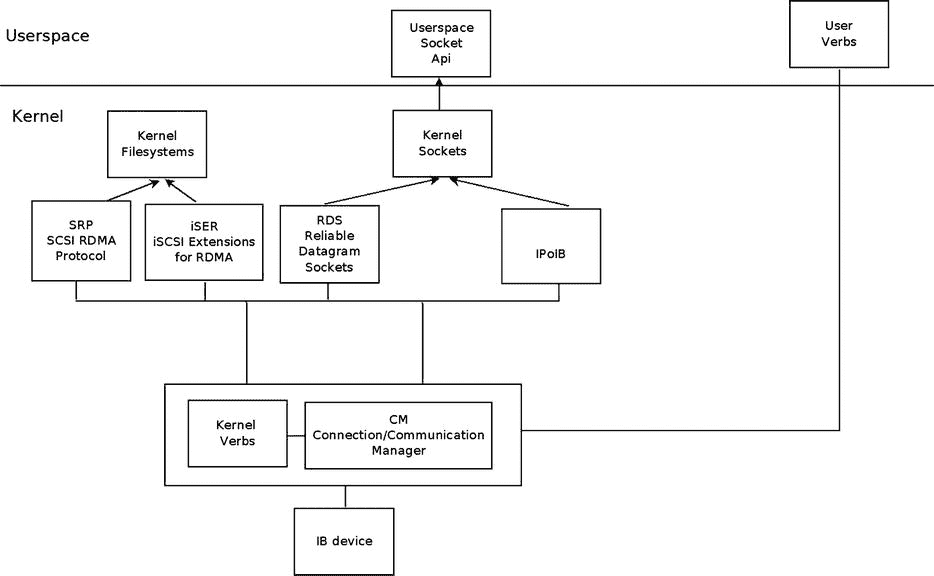 Userspace
Userspace
Socket
Api
User
Verbs
Kernel
Kernel
Filesystems
Kernel
Sockets
SRP
SCSI RDMA
Protocol
iSER
iSCSI Extensions
for RDMA
RDS
Reliable
Datagram
Sockets
IPoIB
Kernel
Verbs
CM
Connection/Communication
Manager
IB device